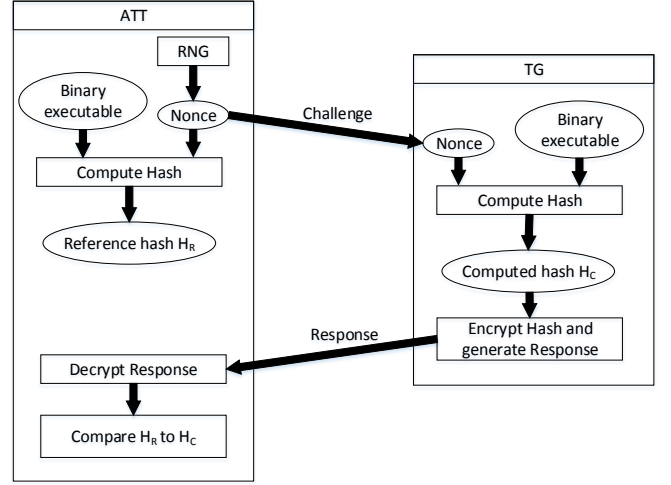 ATT
RNG
Binary
executable
Nonce
Compute Hash
Reference hash HR
Challenge
TG
Nonce
Binary
executable
Compute Hash
Computed hash HC
Encrypt Hash and
generate Response
Response
Decrypt Response
Compare HR to HC